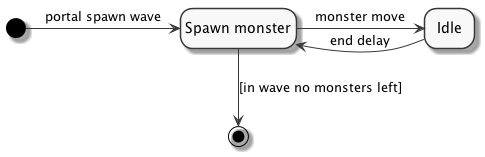 portal spawn wave
Spawn monster
monster move
Idle
end delay
[in wave no monsters left]